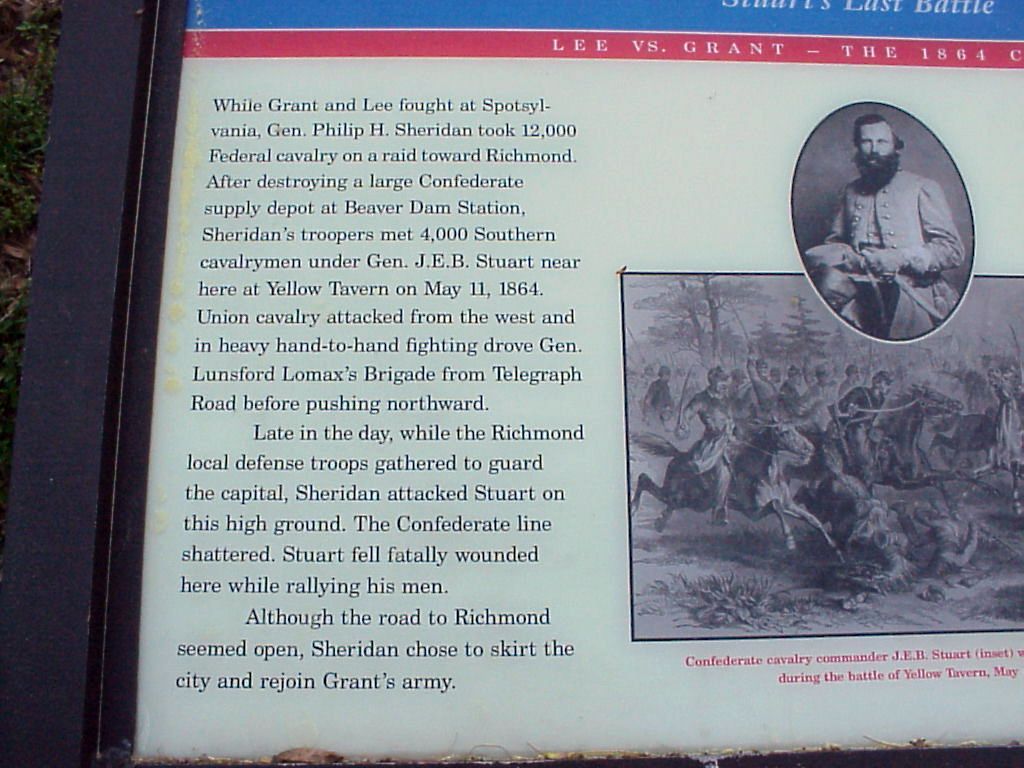 Stuart's Last Battle
LEE VS. GRANT – THE 1864
While Grant and Lee fought at Spotsyl-
vania, Gen. Philip H. Sheridan took 12,000
Federal cavalry on a raid toward Richmond.
After destroying a large Confederate
supply depot at Beaver Dam Station,
Sheridan's troopers met 4,000 Southern
cavalrymen under Gen. J.E.B. Stuart near
here at Yellow Tavern on May 11, 1864.
Union cavalry attacked from the west and
in heavy hand-to-hand fighting drove Gen.
Lunsford Lomax's Brigade from Telegraph
Road before pushing northward.
Late in the day, while the Richmond
local defense troops gathered to guard
the capital, Sheridan attacked Stuart on
this high ground. The Confederate line
shattered. Stuart fell fatally wounded
here while rallying his men.
Although the road to Richmond
seemed open, Sheridan chose to skirt the
city and rejoin Grant's army.
Confederate cavalry commander J.E.B. Stuart (inset)
during the battle of Yellow Tavern, May